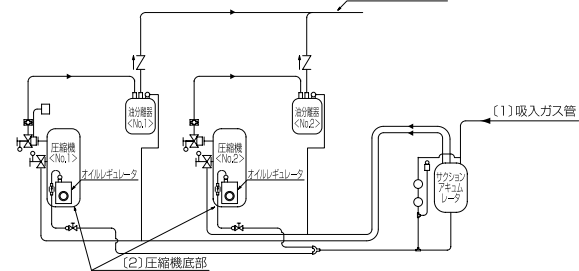 油分離器
<No.1>
油分離器
<No.2>
(1)吸入ガス管
圧縮機
<No.1>
オイルレギュレータ
圧縮機
<No.2>
オイルレギュレータ
サクション
アキュム
レータ
(2)圧縮機底部